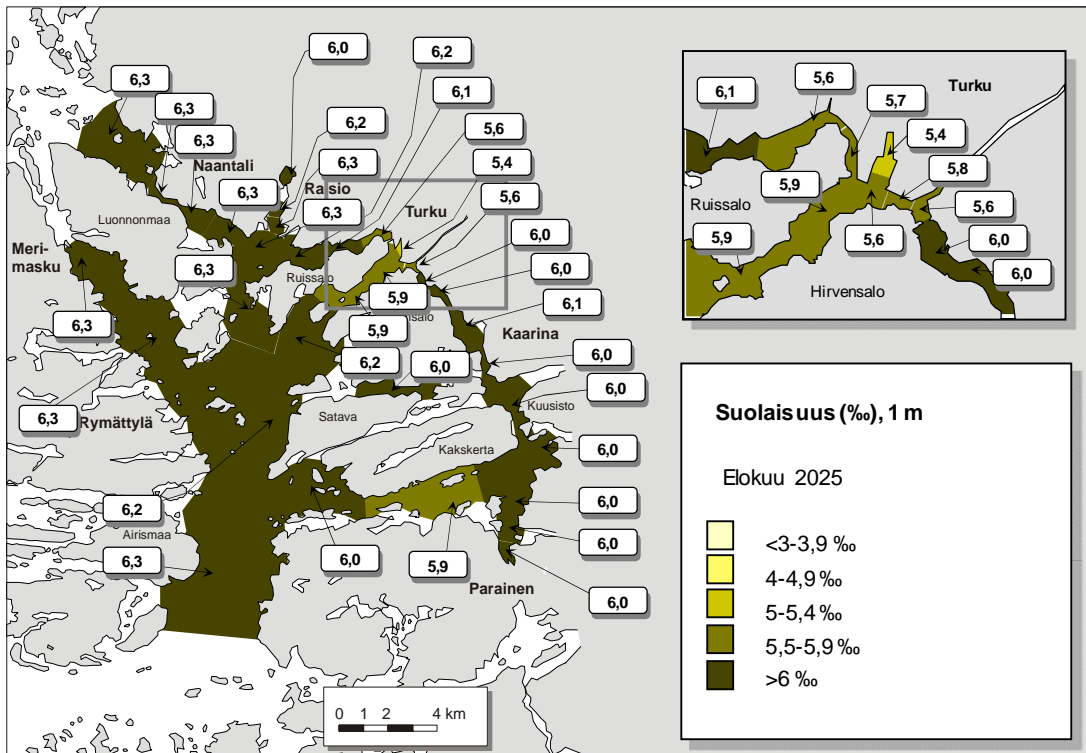 6,0
6,2
6,3
6,1
6,3
6,2
5,6
6,3
6,3
5,4
Naantali
Raisio
6,3
6,3
5,6
Turku
Luonnonmaa
6,0
Meri-
masku
6,3
Ruissalo
6,0
5,9
6,1
6,3
5,9
Kaarina
6,2
6,0
6,0
6,3
Rymättylä
Satava
6,0
Kuusisto
Kakskerta
6,0
6,2
6,0
Airismaa
6,3
6,0
5,9
6,0
Parainen
6,0
0 1 2 4 km
5,6
Turku
6,1
5,7
5,4
5,9
5,8
Ruissalo
5,6
5,9
5,6
6,0
Hirvensalo
6,0
Suolaisuus (‰), 1 m
Elokuu 2025
<3-3,9 ‰
4-4,9 ‰
5-5,4 ‰
5,5-5,9 ‰
>6 ‰